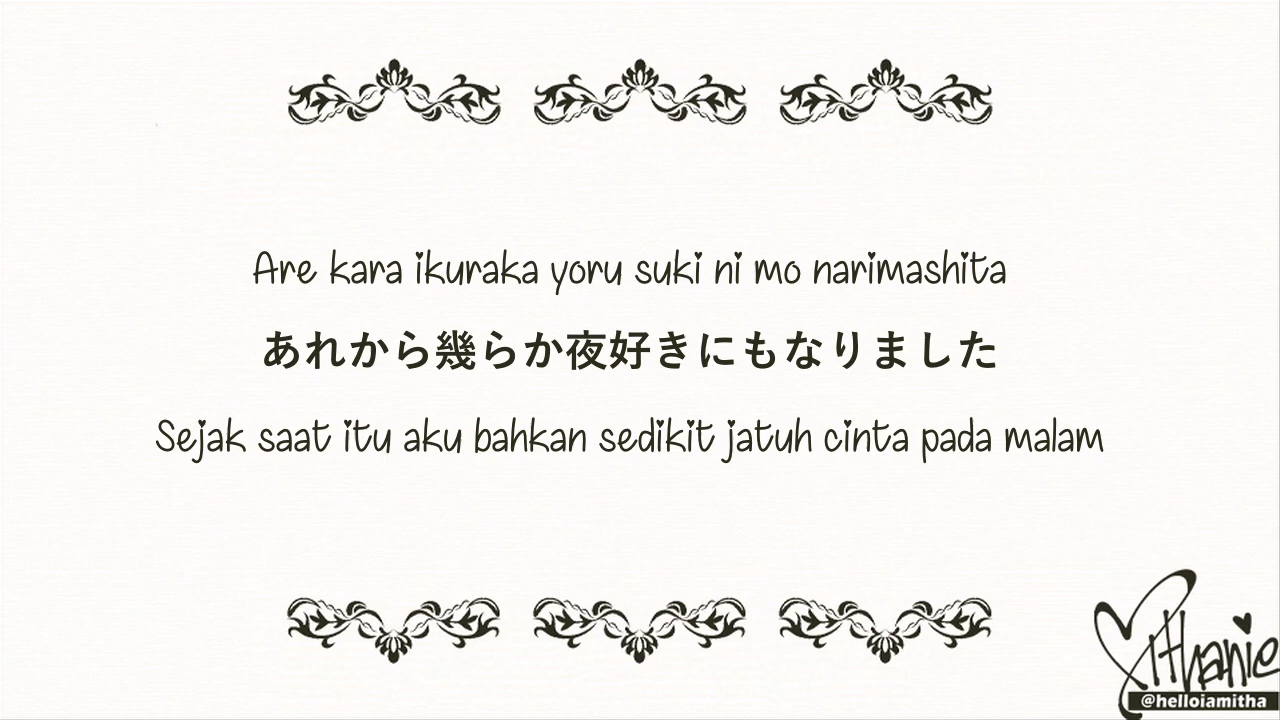 Are kara ikuraka yoru suki ni mo narimashita
あれから幾らか夜好きにもなりました
Sejak saat itu aku bahkan sedikit jatuh cinta pada malam
Mithanie
@helloiamitha